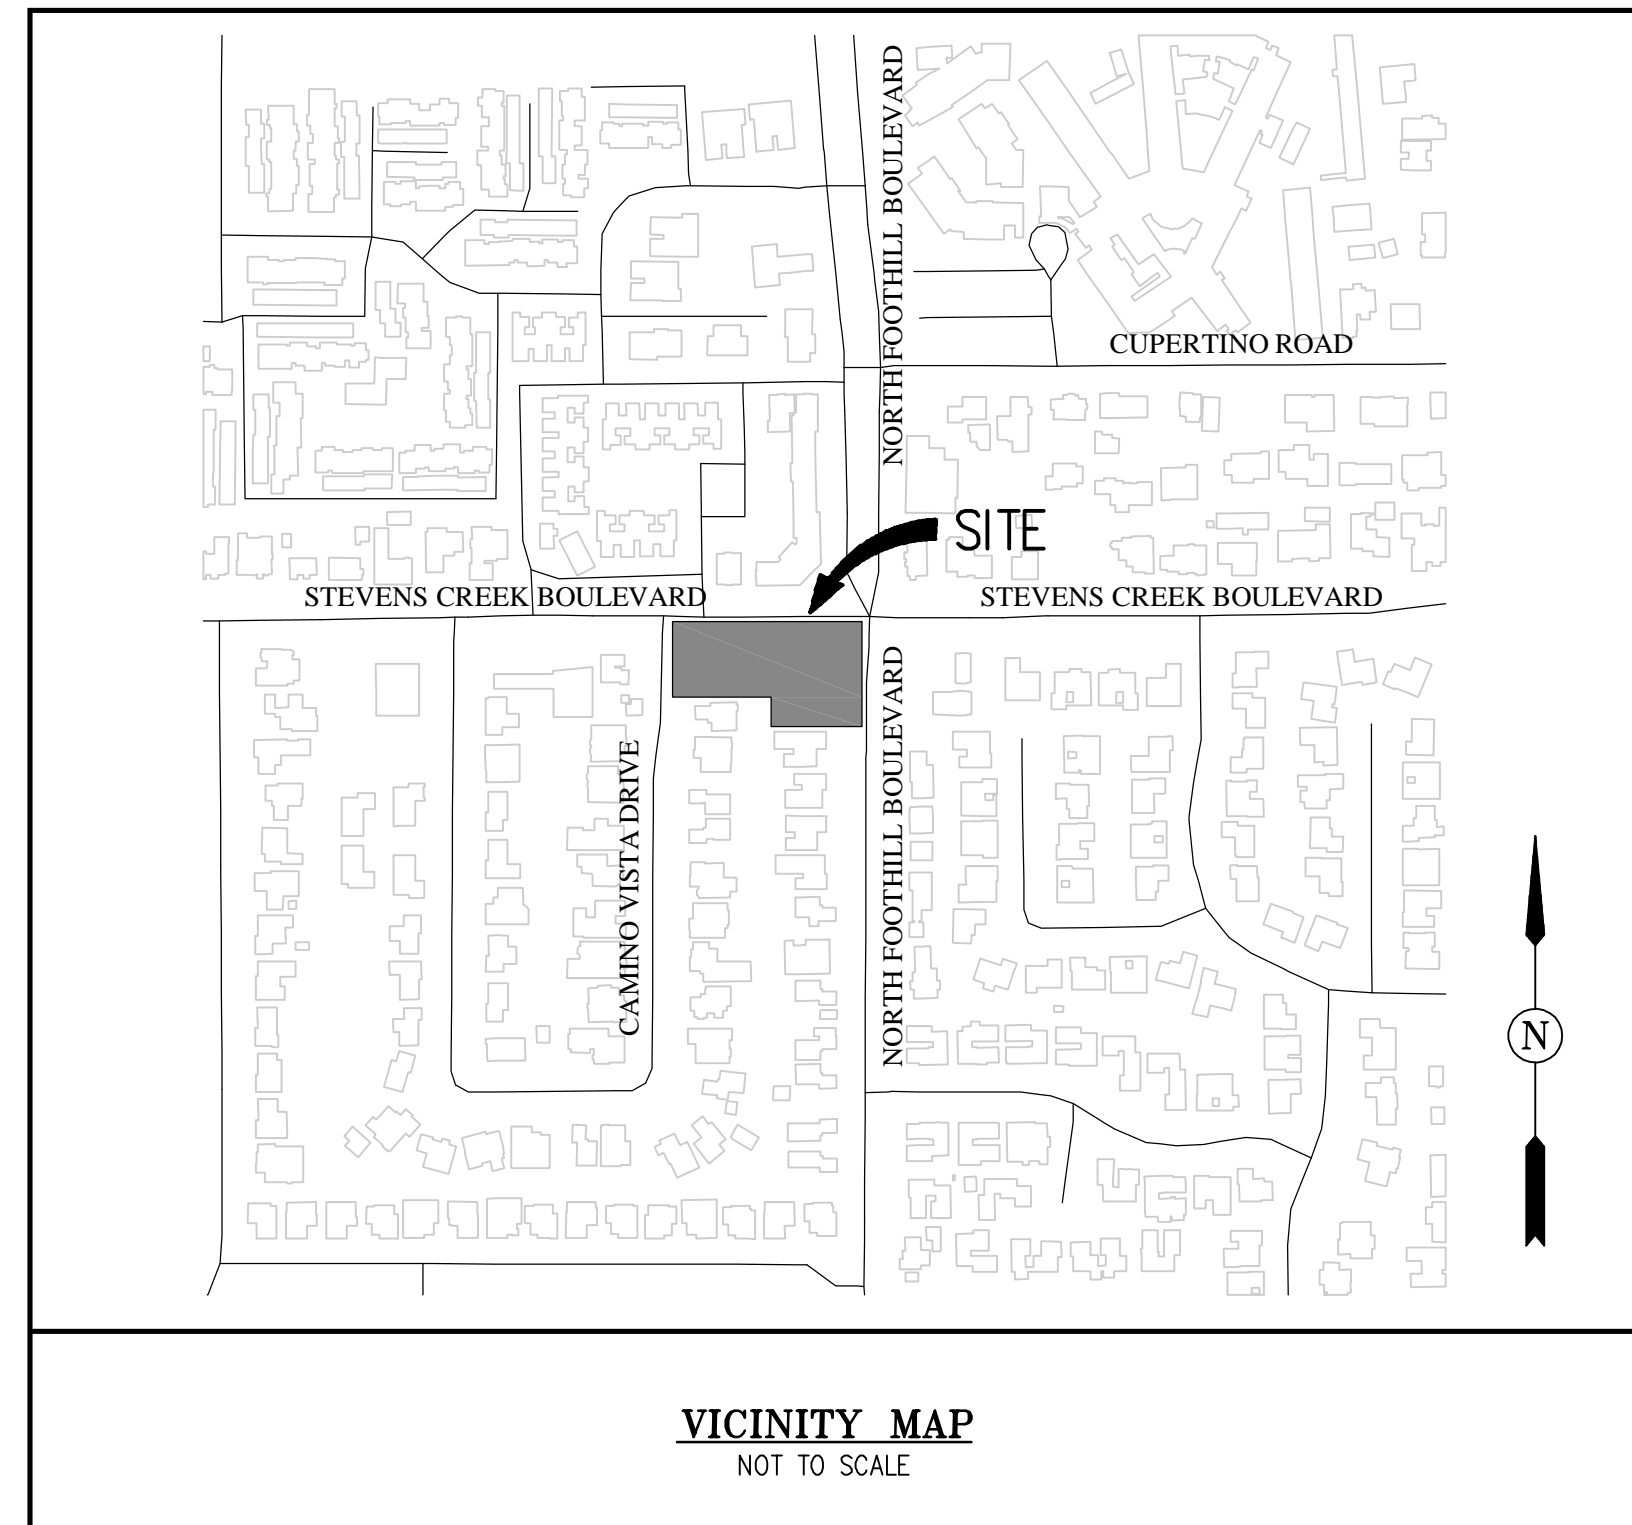 NORTH FOOTHILL BOULEVARD
CUPERTINO ROAD
SITE
STEVENS CREEK BOULEVARD
STEVENS CREEK BOULEVARD
CAMINO VISTA DRIVE
NORTH FOOTHILL BOULEVARD
N
VICINITY MAP
NOT TO SCALE